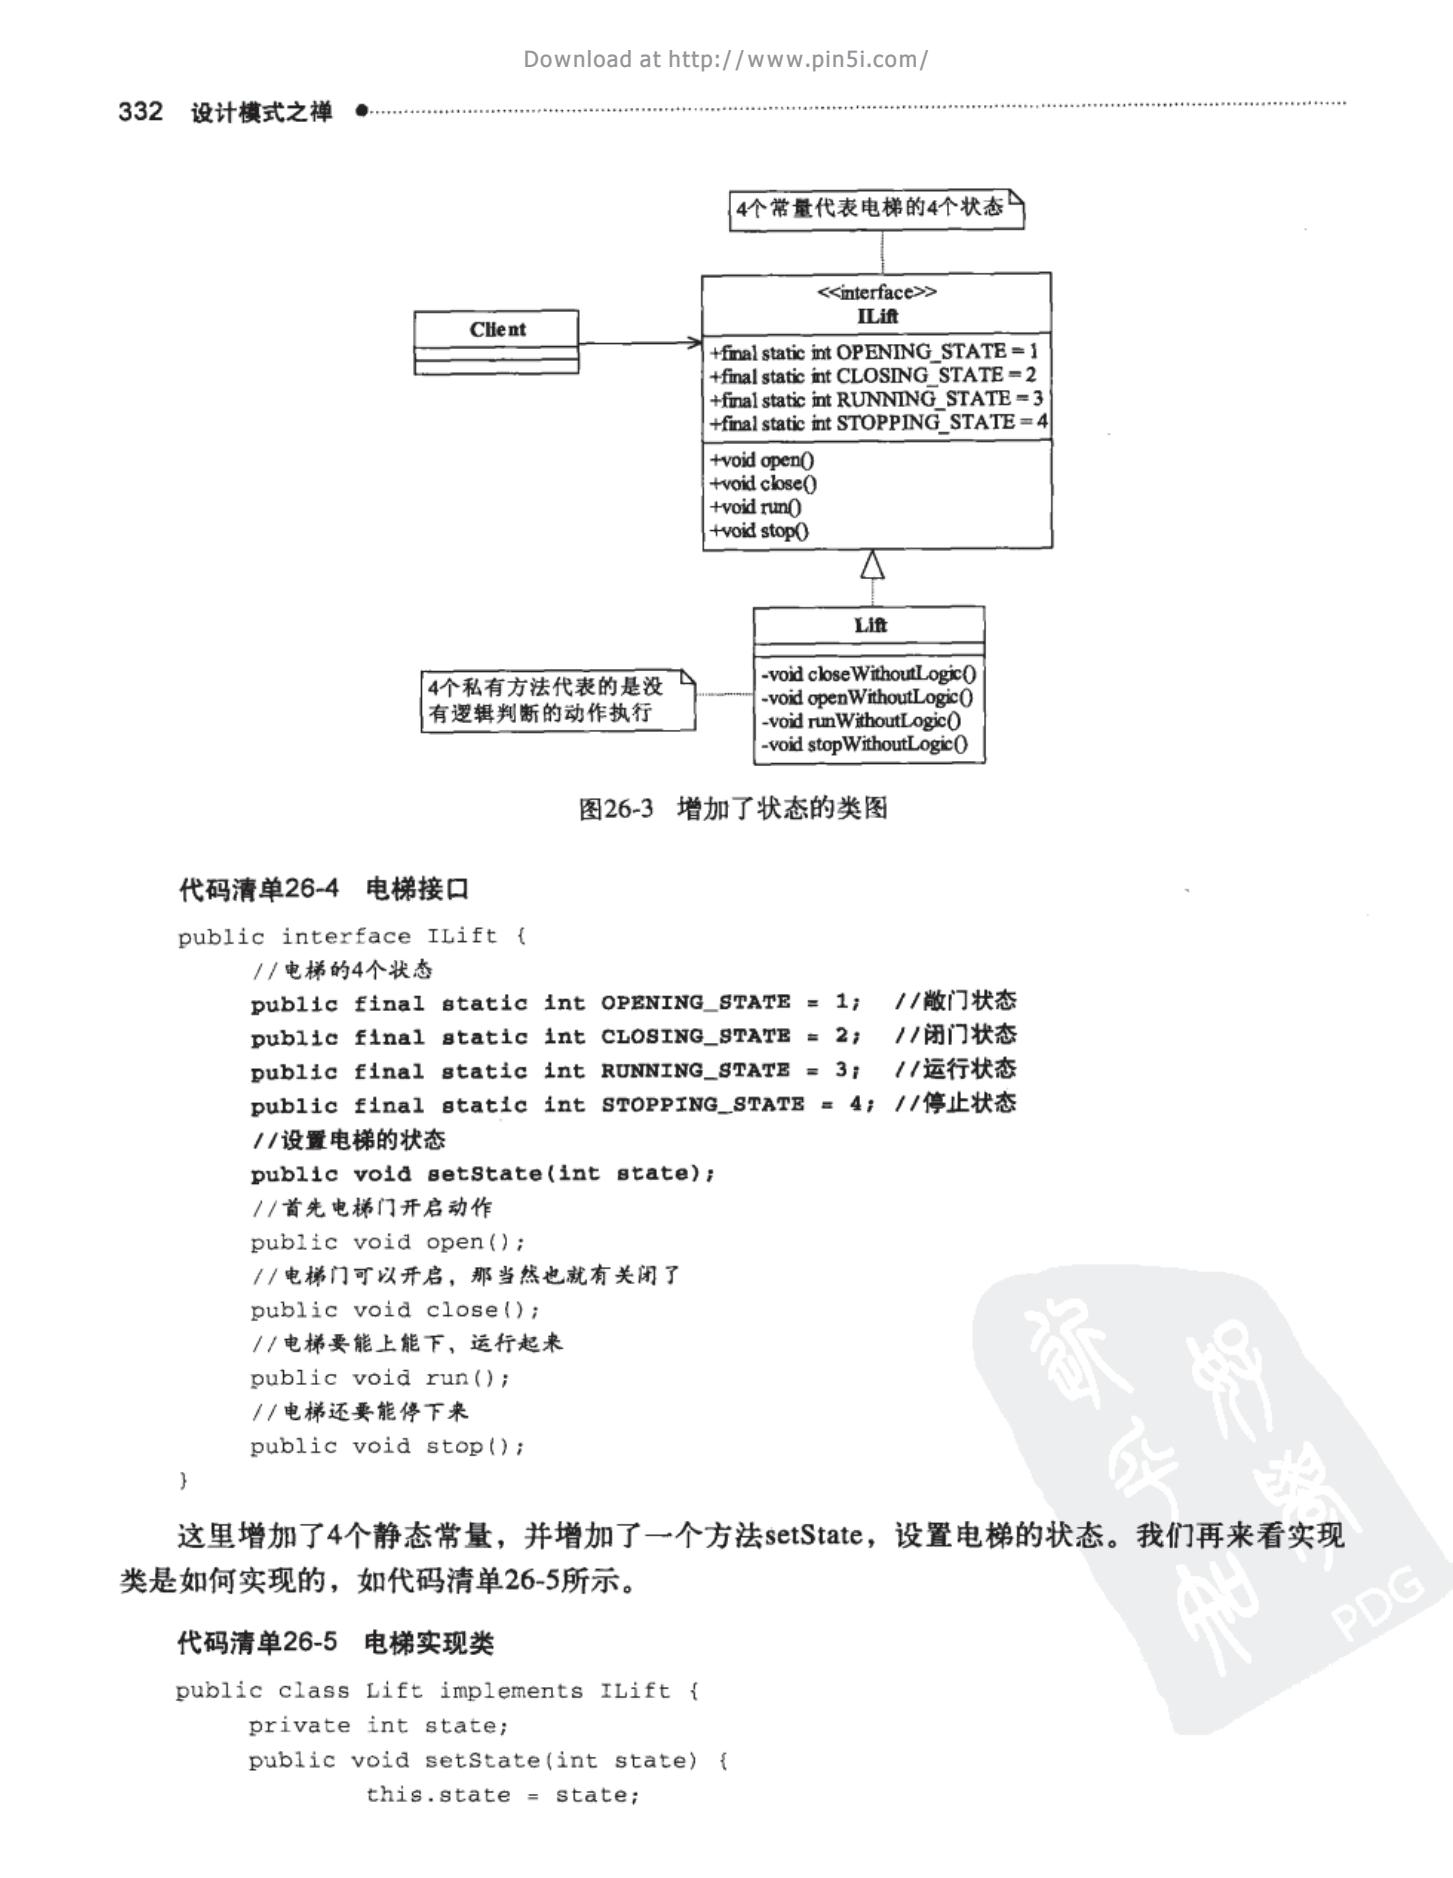 Download at http://www.pin5i.com/
332 设计模式之禅
4个常量代表电梯的4个状态
<<interface>>
ILift
Client
+final static int OPENING_STATE = 1
+final static int CLOSING_STATE = 2
+final static int RUNNING_STATE = 3
+final static int STOPPING_STATE = 4
+void open()
+void close()
+void run()
+void stop()
Lift
4个私有方法代表的是没
有逻辑判断的动作执行
-void closeWithoutLogic()
-void openWithoutLogic()
-void runWithoutLogic()
-void stopWithoutLogic()
图26-3 增加了状态的类图
代码清单26-4 电梯接口
public interface ILift {
//电梯的4个状态
public final static int OPENING_STATE = 1; //敞门状态
public final static int CLOSING_STATE = 2; //闭门状态
public final static int RUNNING_STATE = 3; //运行状态
public final static int STOPPING_STATE = 4; //停止状态
//设置电梯的状态
public void setState(int state);
//首先电梯门开启动作
public void open();
//电梯门可以开启，那当然也就有关闭了
public void close();
//电梯要能上能下、运行起来
public void run();
//电梯还要能停下来
public void stop();
}
这里增加了4个静态常量，并增加了一个方法setState，设置电梯的状态。我们再来看实现
类是如何实现的，如代码清单26-5所示。
PDG
代码清单26-5 电梯实现类
public class Lift implements ILift {
private int state;
public void setState(int state) {
this.state = state;